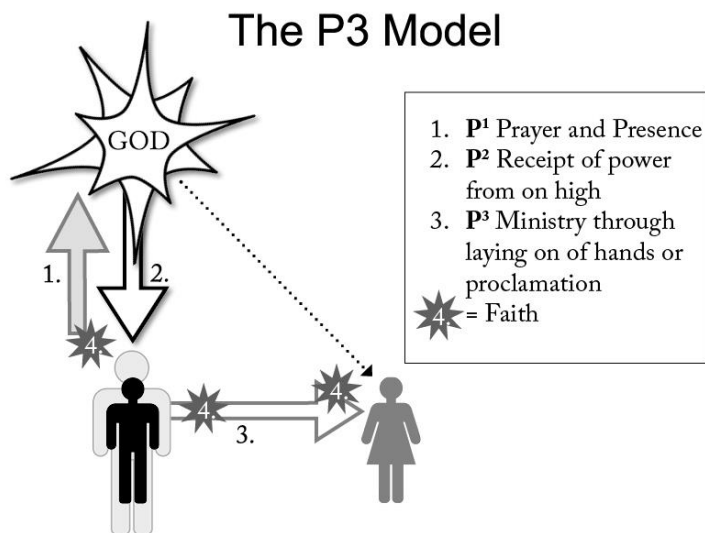 The P3 Model
GOD
1.
2.
4.
4.
4.
3.
1. P¹ Prayer and Presence
2. P² Receipt of power
from on high
3. P³ Ministry through
laying on of hands or
proclamation
4. = Faith